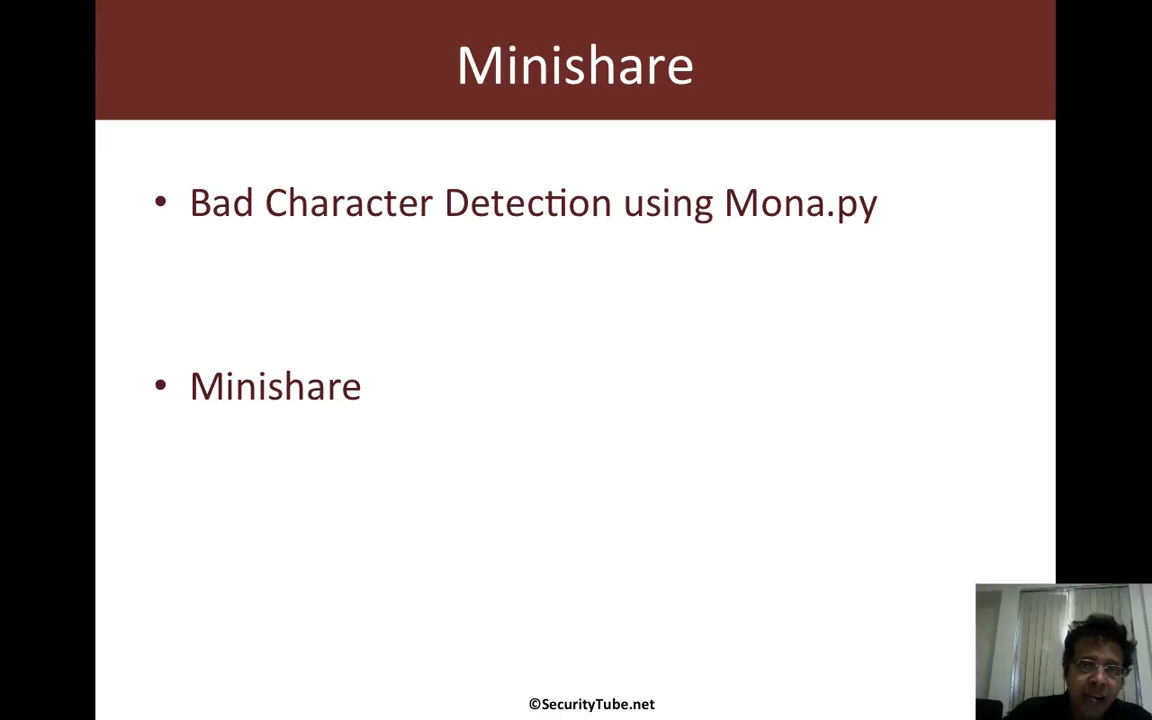 Minishare
• Bad Character Detection using Mona.py
• Minishare
©SecurityTube.net